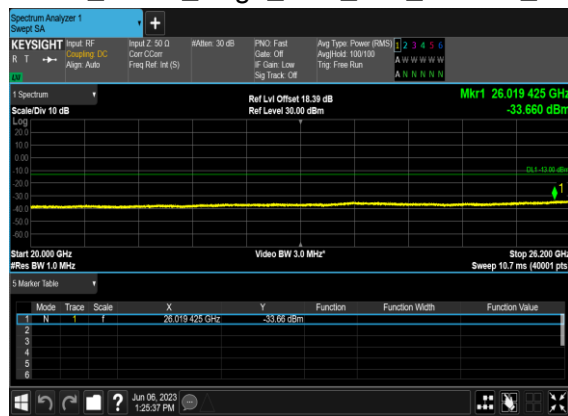 Spectrum Analyzer 1
Swept SA
+
KEYSIGHT Input: RF Input Z: 50 Ω #Atten: 30 dB PNO: Fast Avg Type: Power (RMS) 1 2 3 4 5 6
R T Coupling: DC Corr CCorr Gate: Off Avg|Hold: 100/100 A W W W W W
Align: Auto Freq Ref: Int (S) IF Gain: Low Trig: Free Run
Sig Track: Off A N N N N N
1 Spectrum
Ref Lvl Offset 18.39 dB Mkr1 26.019 425 GHz
Scale/Div 10 dB Ref Level 30.00 dBm -33.660 dBm
Log
20.0
10.0
0.00
-10.0
DL1 -13.00 dBm
-20.0
1
-30.0
-40.0
-50.0
-60.0
Start 20.000 GHz Video BW 3.0 MHz* Stop 26.200 GHz
#Res BW 1.0 MHz Sweep 10.7 ms (40001 pts)
5 Marker Table
Mode Trace Scale X Y Function Function Width Function Value
1 N 1 f 26.019 425 GHz -33.66 dBm
2
3
4
5
6
? Jun 06, 2023
1:25:37 PM